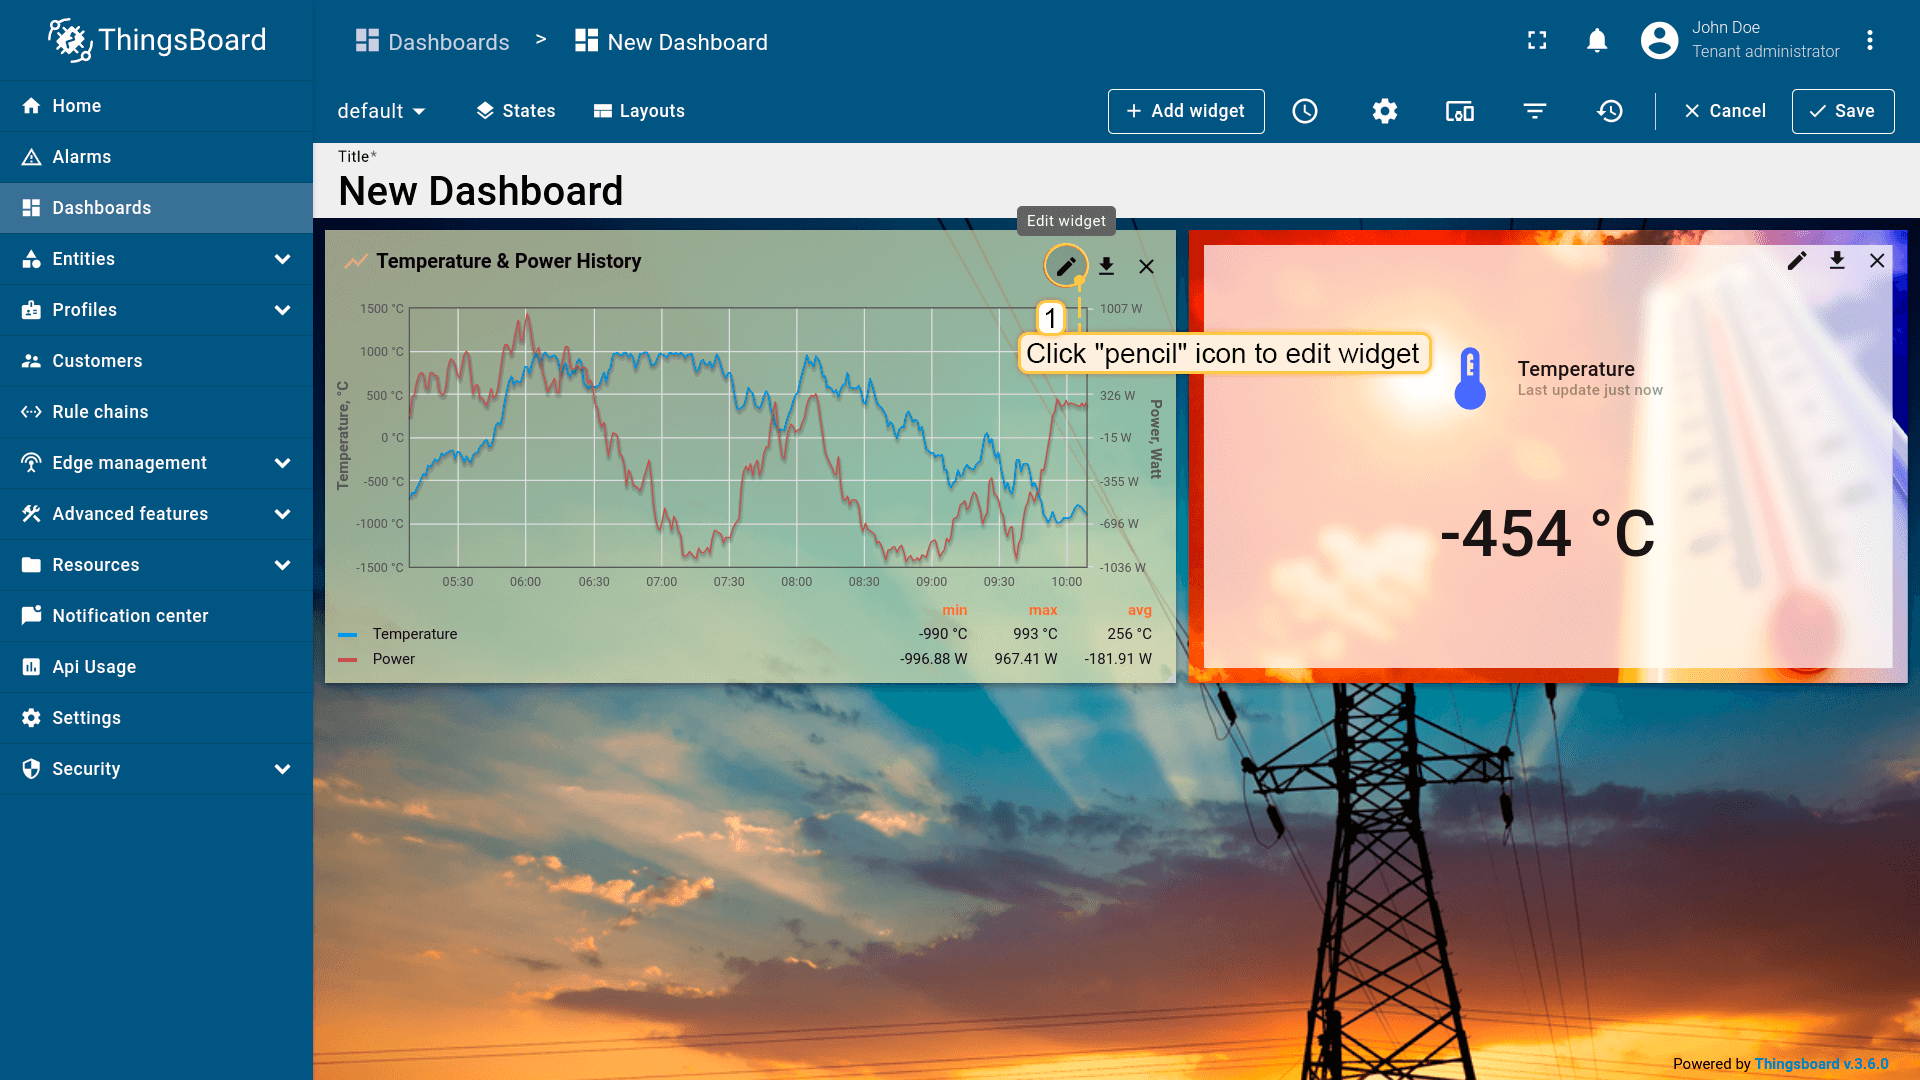 ThingsBoard
Dashboards > New Dashboard
John Doe
Tenant administrator
Home
Alarms
Dashboards
Entities
Profiles
Customers
Rule chains
Edge management
Advanced features
Resources
Notification center
Api Usage
Settings
Security
default States Layouts
+ Add widget Cancel Save
Title*
New Dashboard
Edit widget
Temperature & Power History
1
Click "pencil" icon to edit widget
Temperature, °C
1500 °C
1000 °C
500 °C
0 °C
-500 °C
-1000 °C
-1500 °C
1007 W
326 W
-15 W
-355 W
-696 W
-1036 W
Power, Watt
05:30 06:00 06:30 07:00 07:30 08:00 08:30 09:00 09:30 10:00
min max avg
Temperature -990 °C 993 °C 256 °C
Power -996.88 W 967.41 W -181.91 W
Temperature
Last update just now
-454 °C
Powered by Thingsboard v.3.6.0